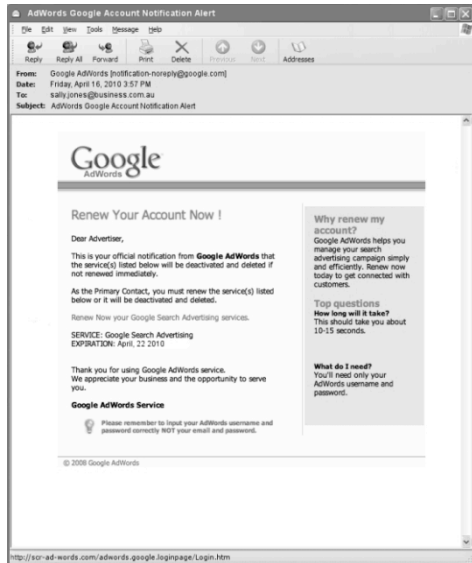 AdWords Google Account Notification Alert
File Edit View Tools Message Help
Reply Reply All Forward Print Delete Previous Next Addresses
From: Google AdWords [notification-noreply@google.com]
Date: Friday, April 16, 2010 3:57 PM
To: sally.jones@business.com.au
Subject: AdWords Google Account Notification Alert
Google
AdWords
Renew Your Account Now !
Dear Advertiser,
This is your official notification from Google AdWords that
the service(s) listed below will be deactivated and deleted if
not renewed immediately.
As the Primary Contact, you must renew the service(s) listed
below or it will be deactivated and deleted.
Renew Now your Google Search Advertising services.
SERVICE: Google Search Advertising
EXPIRATION: April, 22 2010
Thank you for using Google AdWords service.
We appreciate your business and the opportunity to serve
you.
Google AdWords Service
Please remember to input your AdWords username and
password correctly NOT your email and password.
Why renew my
account?
Google AdWords helps you
manage your search
advertising campaign simply
and efficiently. Renew now
today to get connected with
customers.
Top questions
How long will it take?
This should take you about
10-15 seconds.
What do I need?
You'll need only your
AdWords username and
password.
© 2008 Google AdWords
http://scr-ad-words.com/adwords.google.loginpage/Login.htm